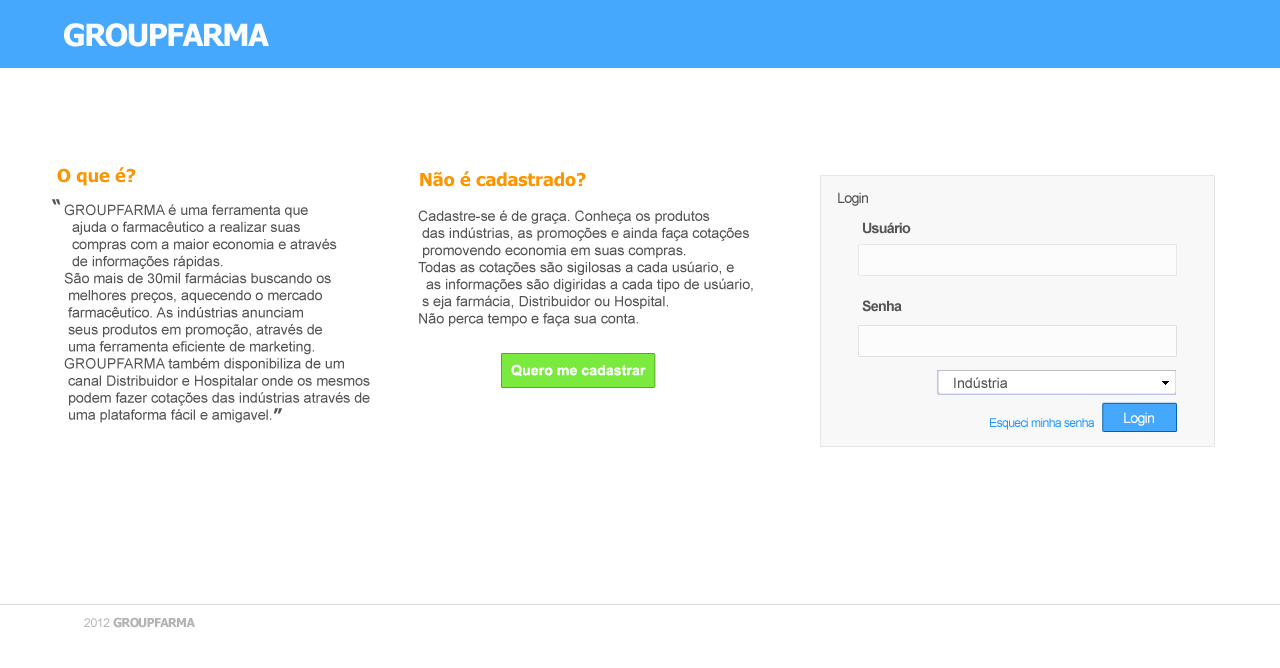 GROUPFARMA
O que é?
“ GROUPFARMA é uma ferramenta que
ajuda o farmacêutico a realizar suas
compras com a maior economia e através
de informações rápidas.
São mais de 30mil farmácias buscando os
melhores preços, aquecendo o mercado
farmacêutico. As indústrias anunciam
seus produtos em promoção, através de
uma ferramenta eficiente de marketing.
GROUPFARMA também disponibiliza de um
canal Distribuidor e Hospitalar onde os mesmos
podem fazer cotações das indústrias através de
uma plataforma fácil e amigavel.”
Não é cadastrado?
Cadastre-se é de graça. Conheça os produtos
das indústrias, as promoções e ainda faça cotações
promovendo economia em suas compras.
Todas as cotações são sigilosas a cada usúario, e
as informações são digiridas a cada tipo de usúario,
s eja farmácia, Distribuidor ou Hospital.
Não perca tempo e faça sua conta.
Quero me cadastrar
Login
Usuário
Senha
Indústria
Esqueci minha senha
Login
2012 GROUPFARMA